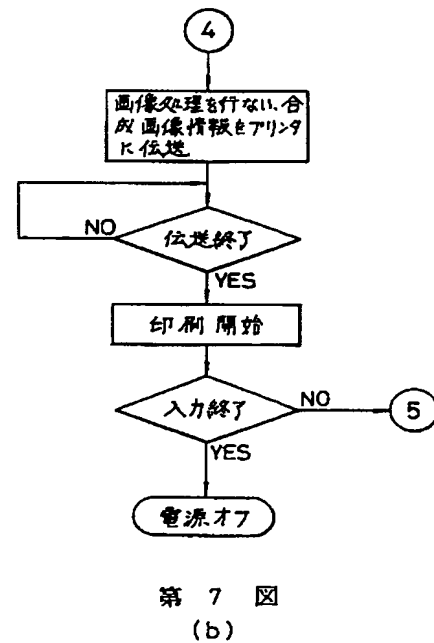 4
画像処理を行ない、合
成画像情報をプリンタ
に伝送
NO
伝送終了
YES
印刷開始
入力終了
NO
5
YES
電源オフ
第 7 図
(b)